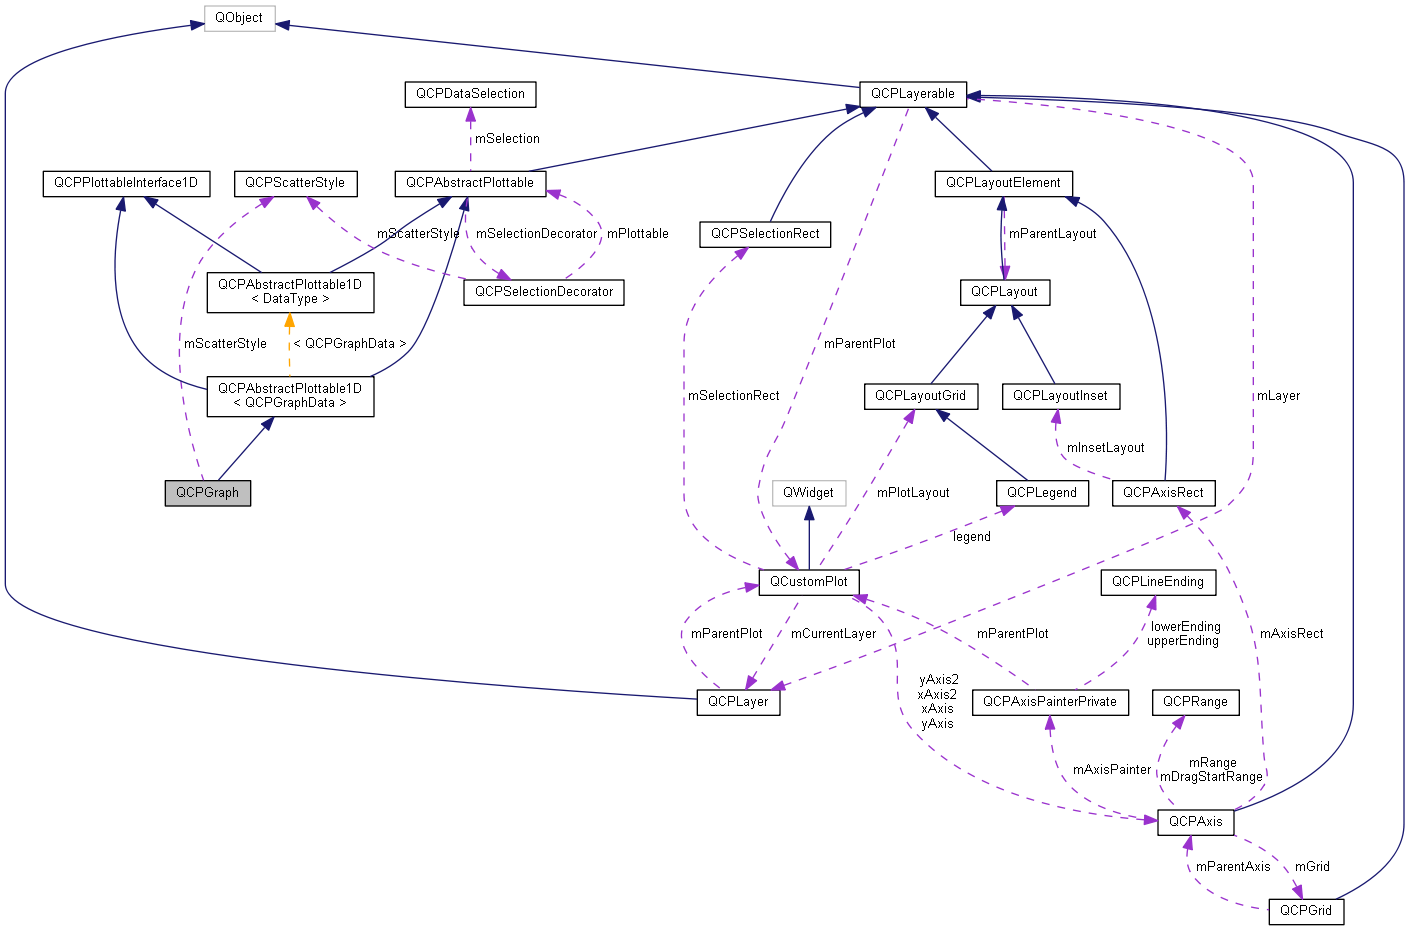 QObject
QCPDataSelection
QCPLayerable
mSelection
QCPPlottableInterface1D
QCPScatterStyle
QCPAbstractPlottable
QCPLayoutElement
mScatterStyle
mSelectionDecorator
mPlottable
QCPSelectionRect
mParentLayout
QCPAbstractPlottable1D
< DataType >
QCPSelectionDecorator
QCPLayout
mScatterStyle
< QCPGraphData >
mParentPlot
QCPAbstractPlottable1D
< QCPGraphData >
mSelectionRect
QCPLayoutGrid
QCPLayoutInset
mLayer
mInsetLayout
QCPGraph
QWidget
mPlotLayout
QCPLegend
QCPAxisRect
legend
QCustomPlot
QCPLineEnding
mParentPlot
mCurrentLayer
mParentPlot
lowerEnding
upperEnding
mAxisRect
yAxis2
xAxis2
xAxis
yAxis
QCPLayer
QCPAxisPainterPrivate
QCPRange
mAxisPainter
mRange
mDragStartRange
QCPAxis
mParentAxis
mGrid
QCPGrid